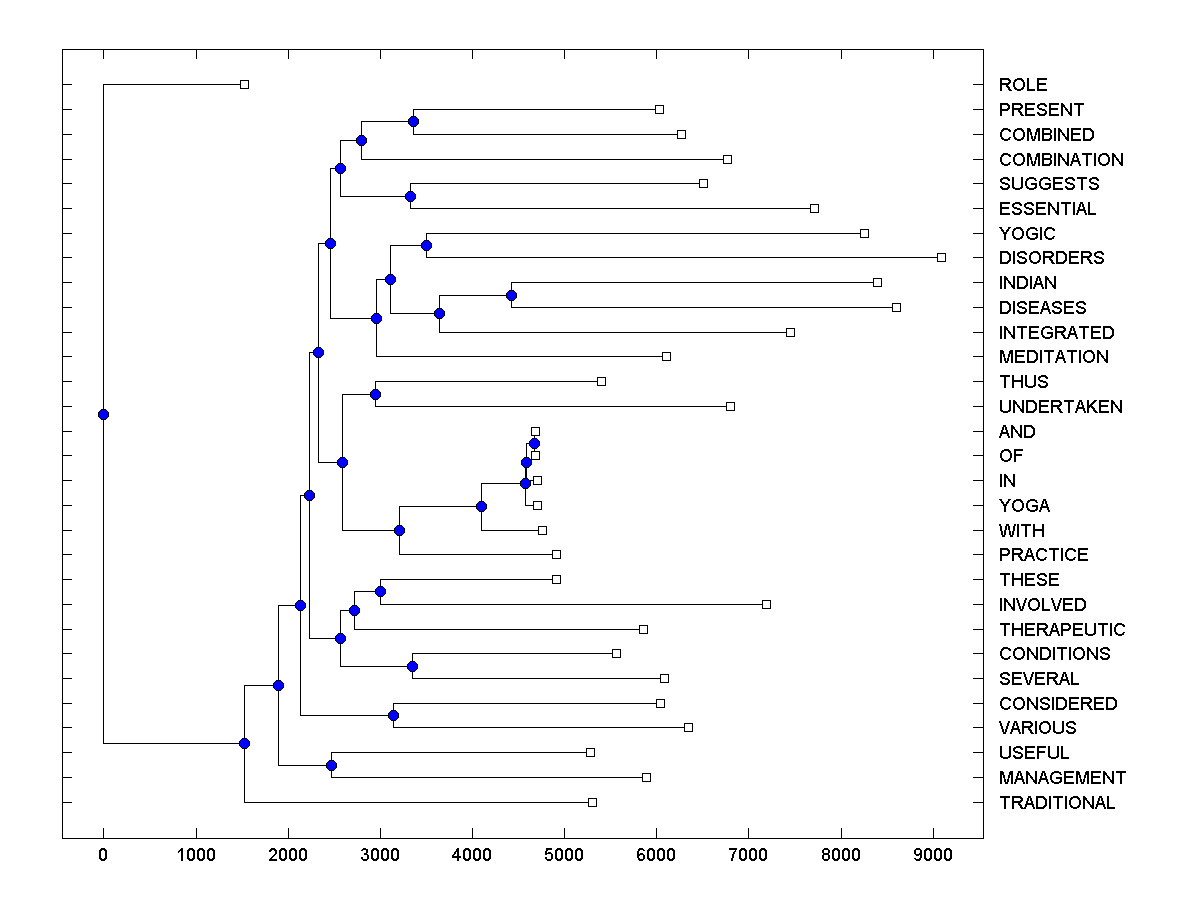 ROLE
PRESENT
COMBINED
COMBINATION
SUGGESTS
ESSENTIAL
YOGIC
DISORDERS
INDIAN
DISEASES
INTEGRATED
MEDITATION
THUS
UNDERTAKEN
AND
OF
IN
YOGA
WITH
PRACTICE
THESE
INVOLVED
THERAPEUTIC
CONDITIONS
SEVERAL
CONSIDERED
VARIOUS
USEFUL
MANAGEMENT
TRADITIONAL
0 1000 2000 3000 4000 5000 6000 7000 8000 9000